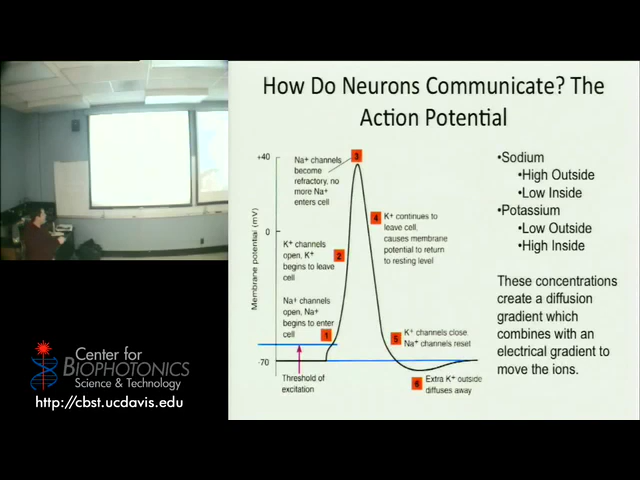 How Do Neurons Communicate? The
Action Potential
+40
0
-70
Membrane potential (mV)
Na+ channels
become
refractory, no
more Na+
enters cell
3
K+ channels
open, K+
begins to leave
cell
2
Na+ channels
open, Na+
begins to enter
cell
1
Threshold of
excitation
4
K+ continues to
leave cell,
causes membrane
potential to return
to resting level
5
K+ channels close,
Na+ channels reset
6
Extra K+ outside
diffuses away
•Sodium
•High Outside
•Low Inside
•Potassium
•Low Outside
•High Inside
These concentrations
create a diffusion
gradient which
combines with an
electrical gradient to
move the ions.
Center for
BIOPHOTONICS
Science & Technology
http://cbst.ucdavis.edu